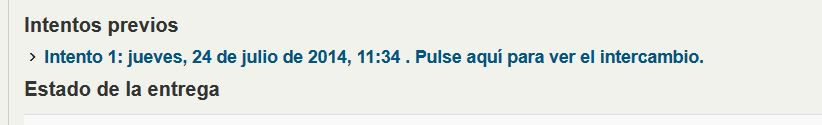 Intentos previos
Intento 1: jueves, 24 de julio de 2014, 11:34 . Pulse aquí para ver el intercambio.
Estado de la entrega